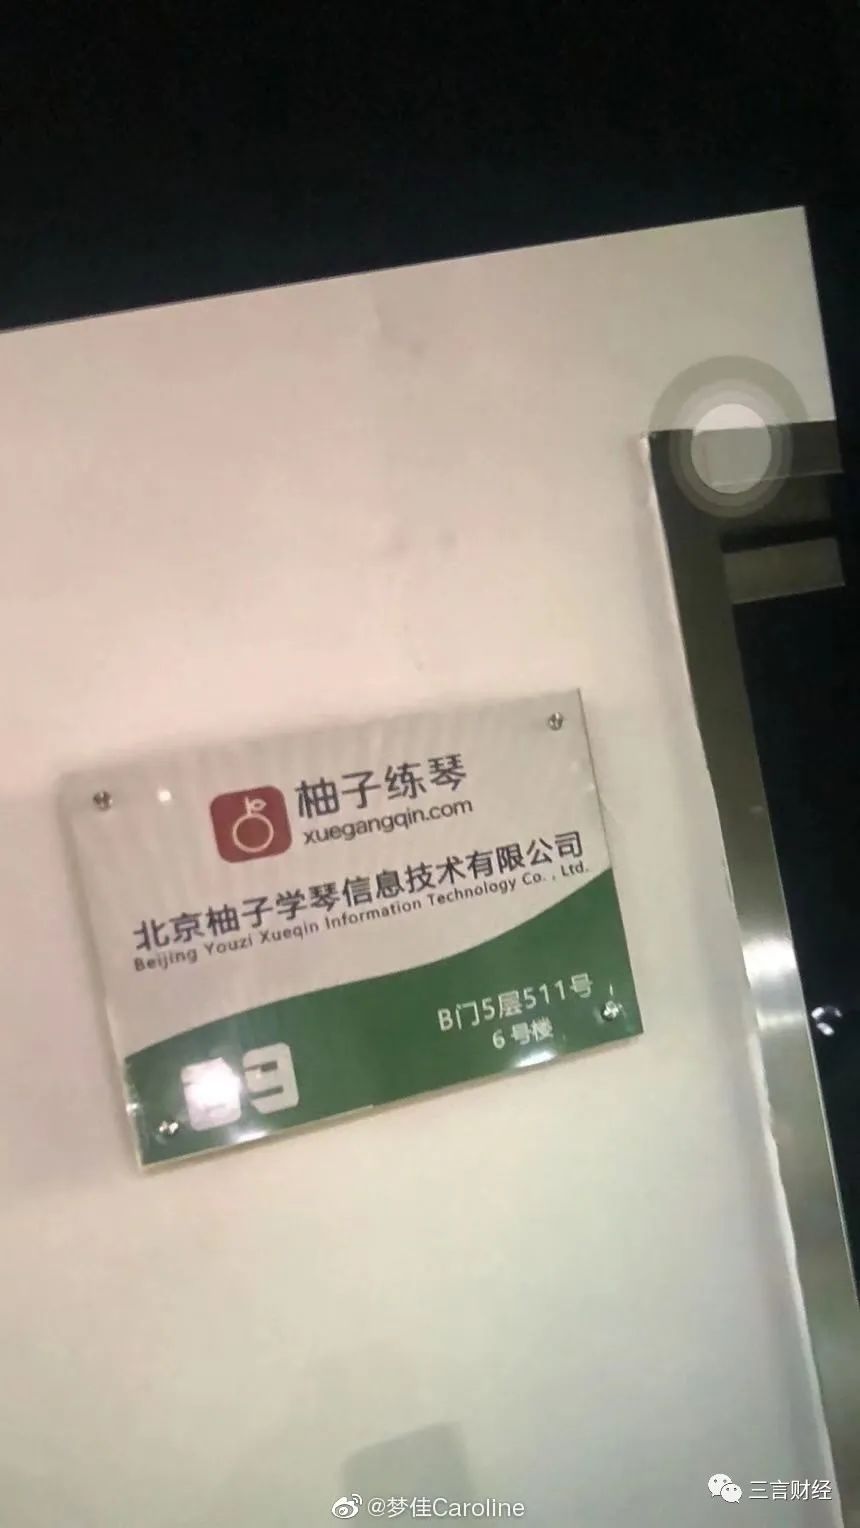 柚子练琴
xuegangqin.com
北京柚子学琴信息技术有限公司
Beijing Youzi Xueqin Information Technology Co. , Ltd.
B门5层511号
6号楼
@梦佳Caroline
三言财经